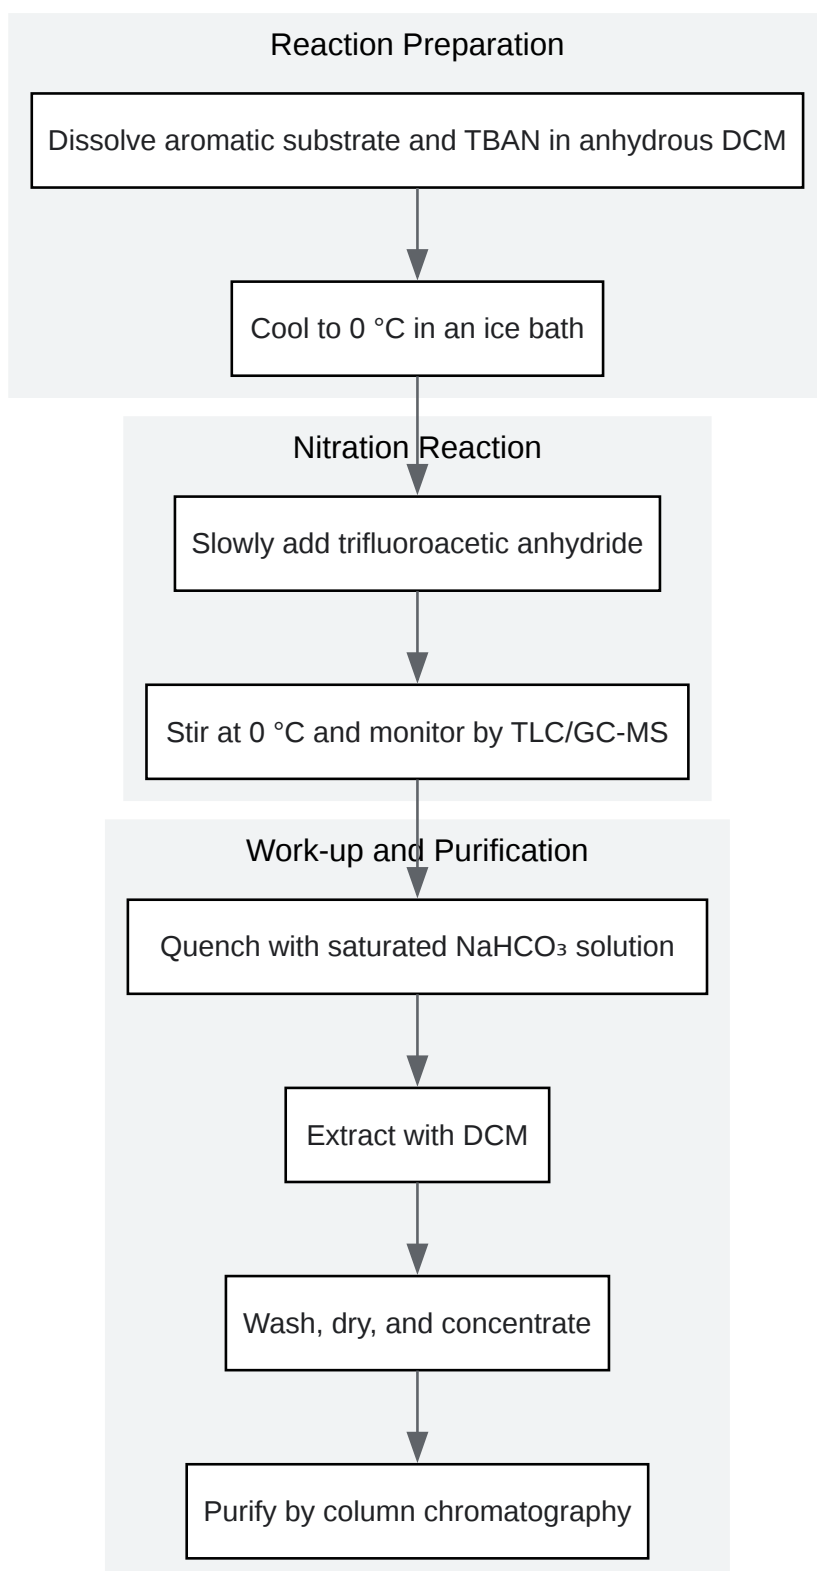 Reaction Preparation
Dissolve aromatic substrate and TBAN in anhydrous DCM
Cool to 0 °C in an ice bath
Nitration Reaction
Slowly add trifluoroacetic anhydride
Stir at 0 °C and monitor by TLC/GC-MS
Work-up and Purification
Quench with saturated NaHCO₃ solution
Extract with DCM
Wash, dry, and concentrate
Purify by column chromatography